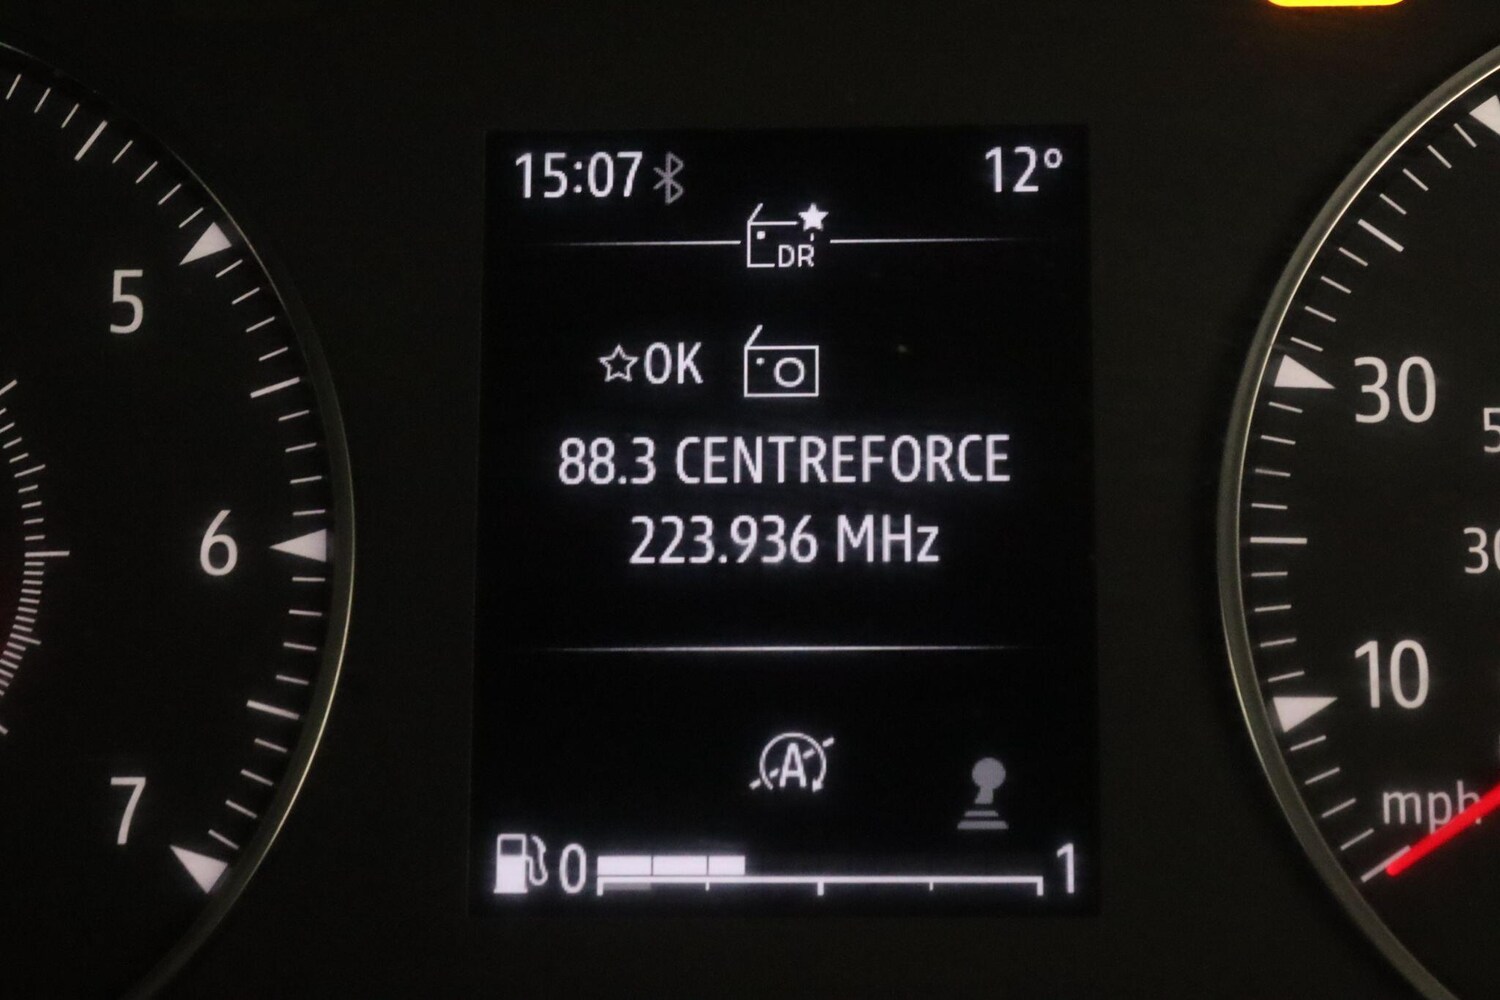 15:07 12°
DR
OK
88.3 CENTREFORCE
223.936 MHz
A
0 1
5
6
7
30
10
mph